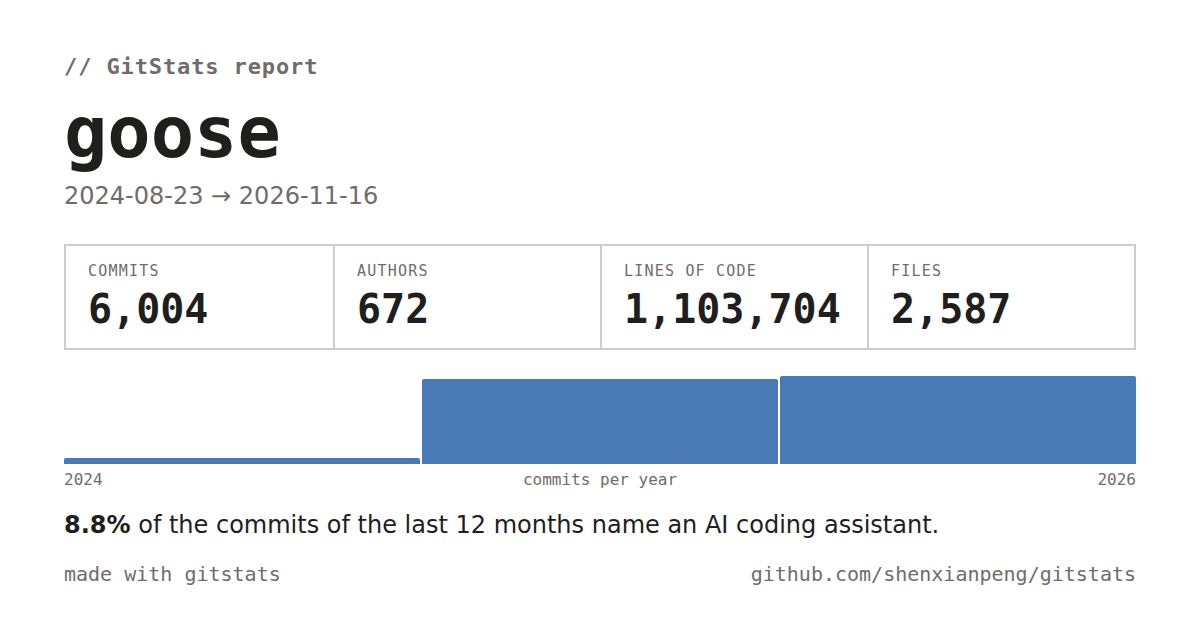 // GitStats report
goose
2024-08-23 → 2026-11-16
COMMITS AUTHORS LINES OF CODE FILES
6,004 672 1,103,704 2,587
2024 commits per year 2026
8.8% of the commits of the last 12 months name an AI coding assistant.
made with gitstats github.com/shenxianpeng/gitstats